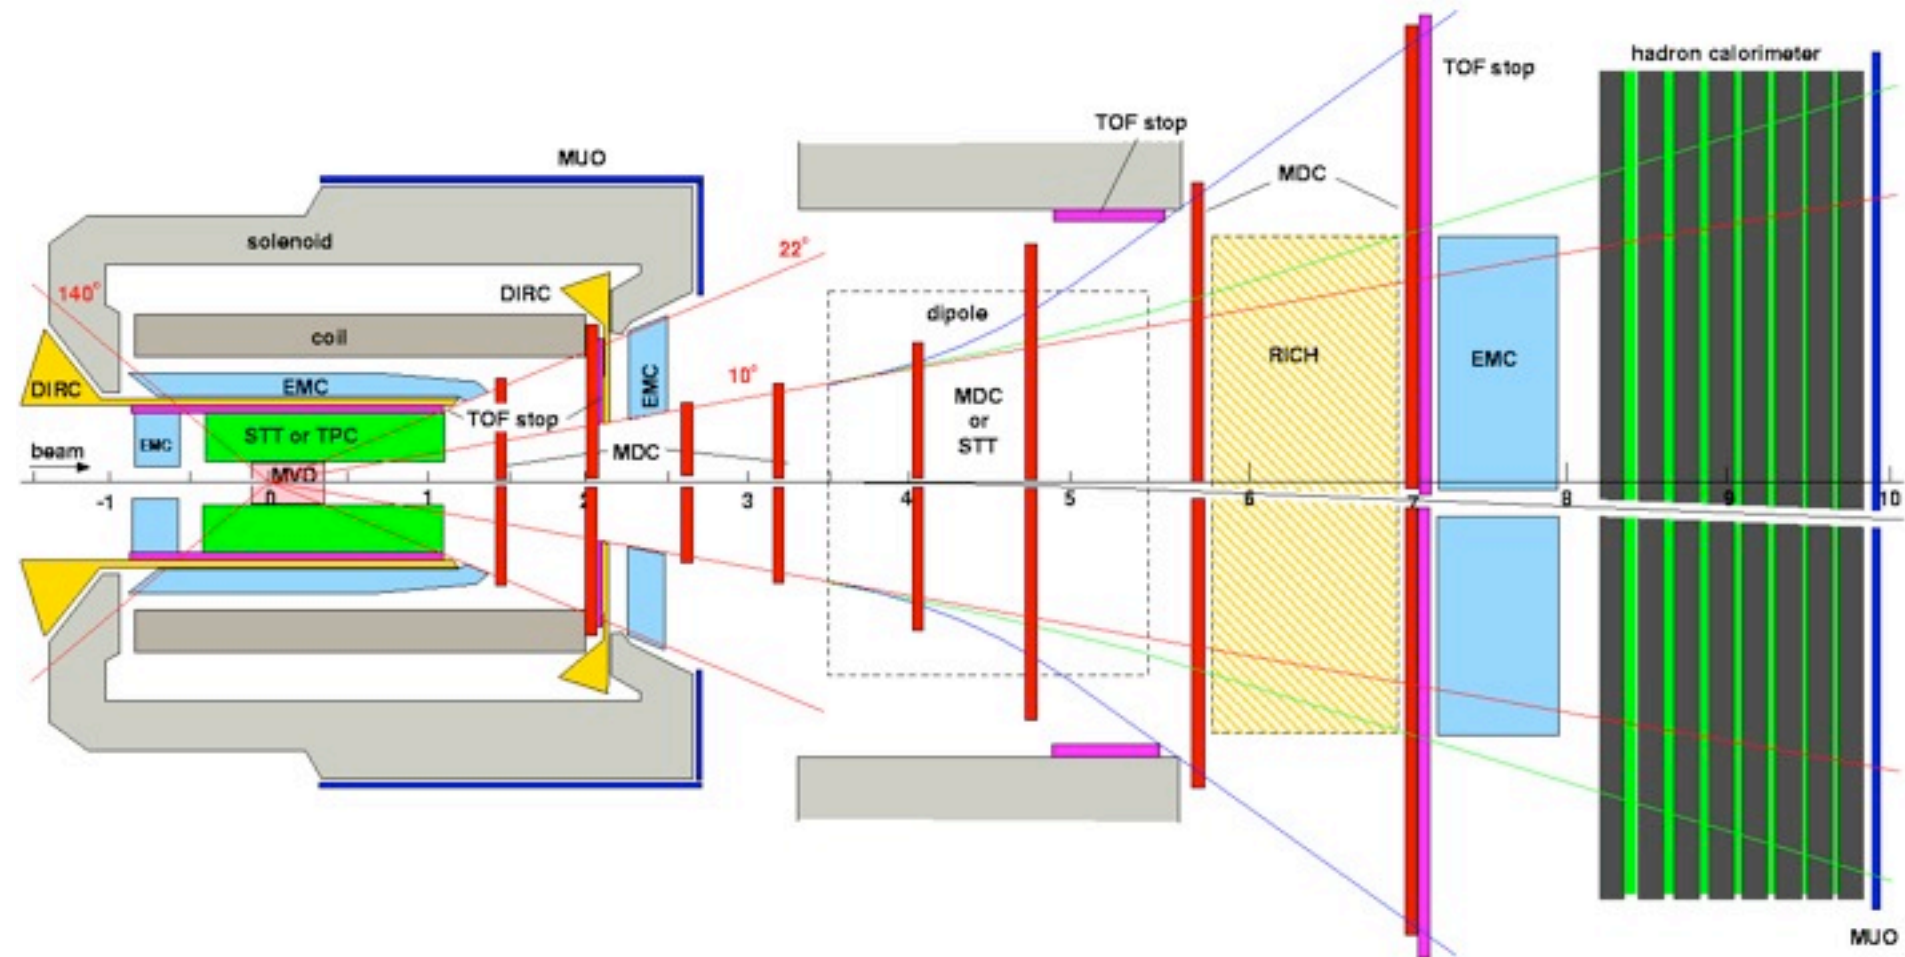 hadron calorimeter
TOF stop
TOF stop
MUO
MDC
solenoid
22°
DIRC
140°
dipole
coil
RICH
EMC
10°
DIRC
EMC
EMC
MDC
or
STT
TOF stop
STT or TPC
EMC
beam
MDC
MVD
-1 0 1 2 3 4 5 6 7 8 9 10
MUO